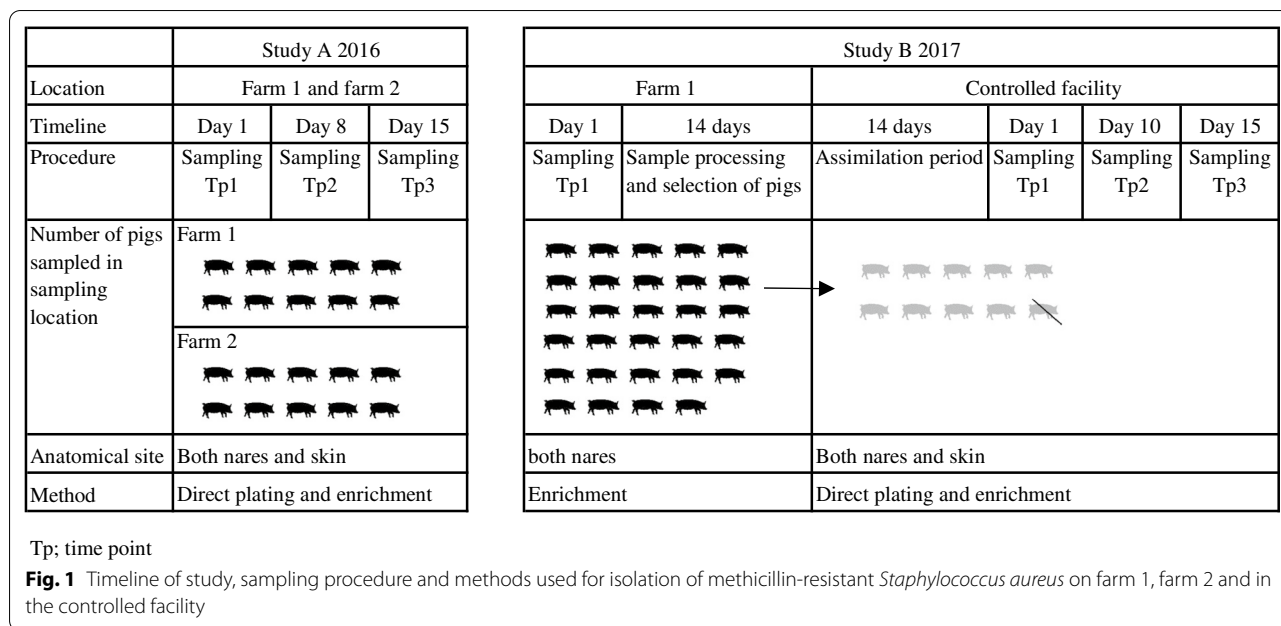 Study A 2016
Location Farm 1 and farm 2
Timeline Day 1 Day 8 Day 15
Procedure Sampling Sampling Sampling
Tp1 Tp2 Tp3
Number of pigs Farm 1
sampled in
sampling
location
Farm 2
Anatomical site Both nares and skin
Method Direct plating and enrichment
Study B 2017
Farm 1 Controlled facility
Day 1 14 days 14 days Day 1 Day 10 Day 15
Sampling Sample processing Assimilation period Sampling Sampling Sampling
Tp1 and selection of pigs Tp1 Tp2 Tp3
both nares Both nares and skin
Enrichment Direct plating and enrichment
Tp; time point
Fig. 1 Timeline of study, sampling procedure and methods used for isolation of methicillin-resistant Staphylococcus aureus on farm 1, farm 2 and in
the controlled facility